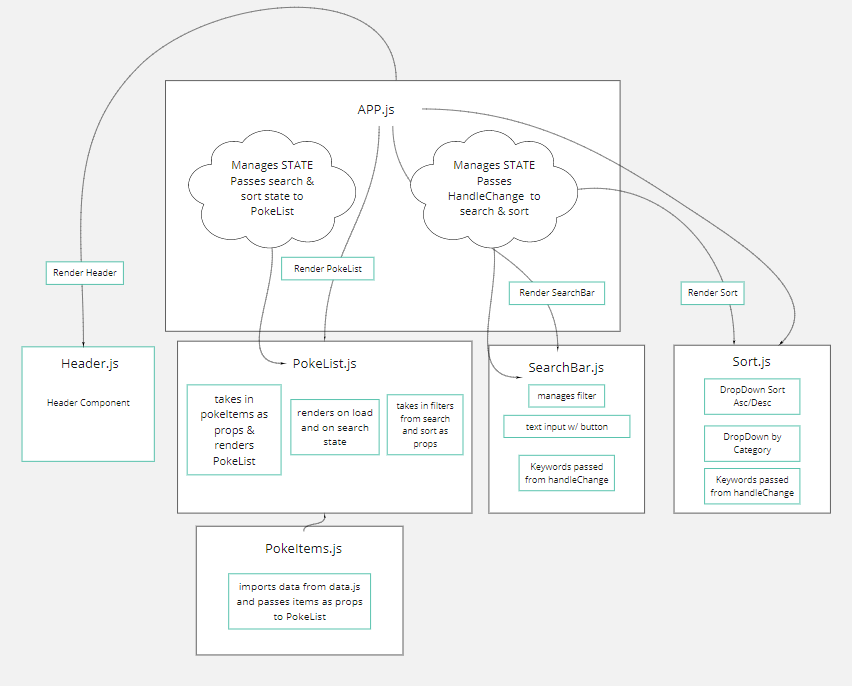 APP.js
Manages STATE
Passes search &
sort state to
PokeList
Manages STATE
Passes
HandleChange to
search & sort
Render Header
Render PokeList
Render SearchBar
Render Sort
Header.js
Header Component
PokeList.js
takes in
pokeItems as
props &
renders
PokeList
renders on load
and on search
state
takes in filters
from search
and sort as
props
SearchBar.js
manages filter
text input w/ button
Keywords passed
from handleChange
Sort.js
DropDown Sort
Asc/Desc
DropDown by
Category
Keywords passed
from handleChange
PokeItems.js
imports data from data.js
and passes items as props
to PokeList